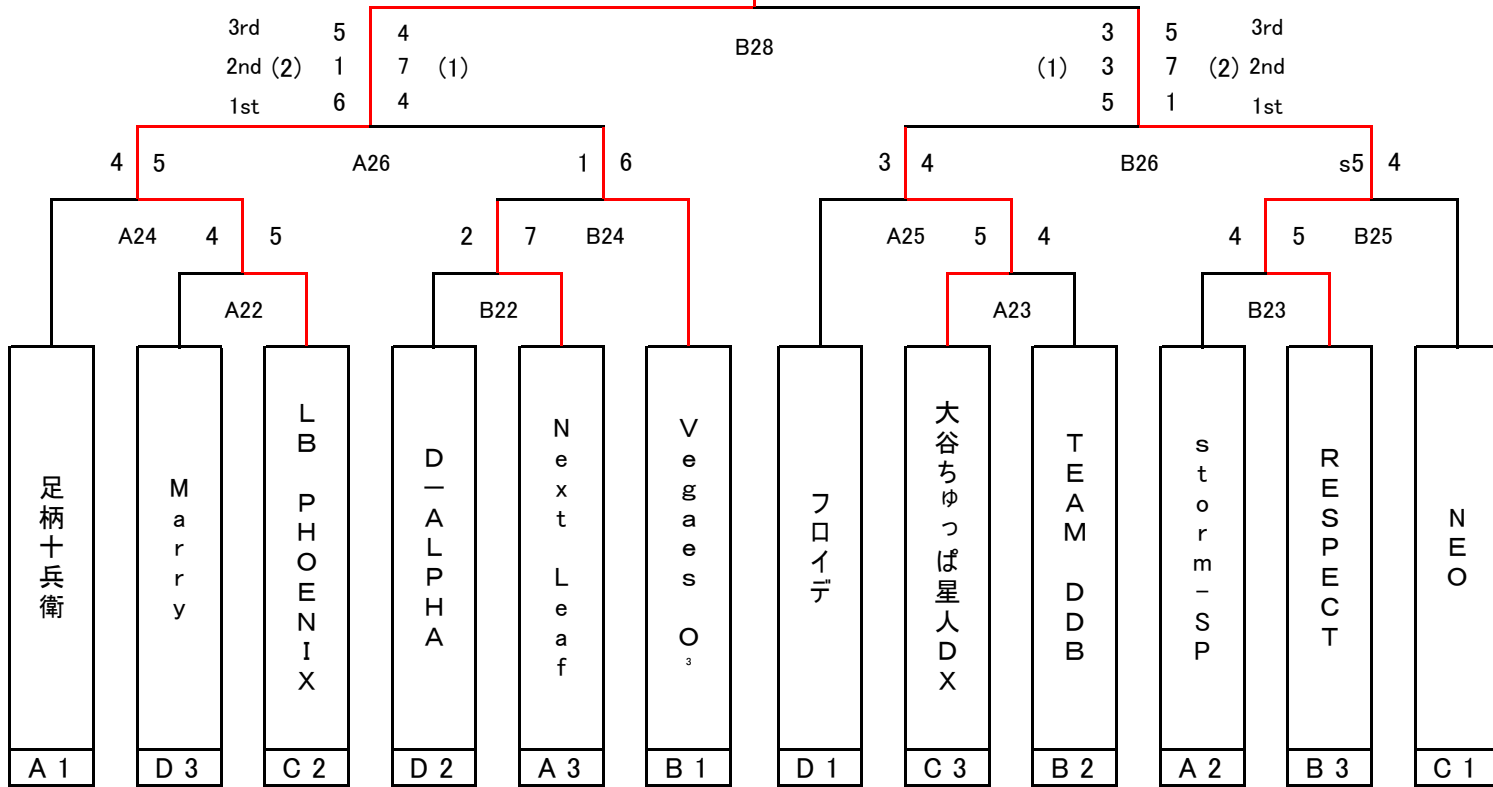 3rd 5 4 3 5 3rd
B28
2nd (2) 1 7 (1) (1) 3 7 (2) 2nd
1st 6 4 5 1 1st
4 5 A26 1 6 3 4 B26 s5 4
A24 4 5 2 7 B24 A25 5 4 4 5 B25
A22 B22 A23 B23
足柄十兵衛
Marry
LB PHOENIX
D－ALPHA
Next Leaf
Vegaes O³
フロイデ
大谷ちゅっぱ星人DX
TEAM DDB
storm-SP
RESPECT
NEO
A1 D3 C2 D2 A3 B1 D1 C3 B2 A2 B3 C1